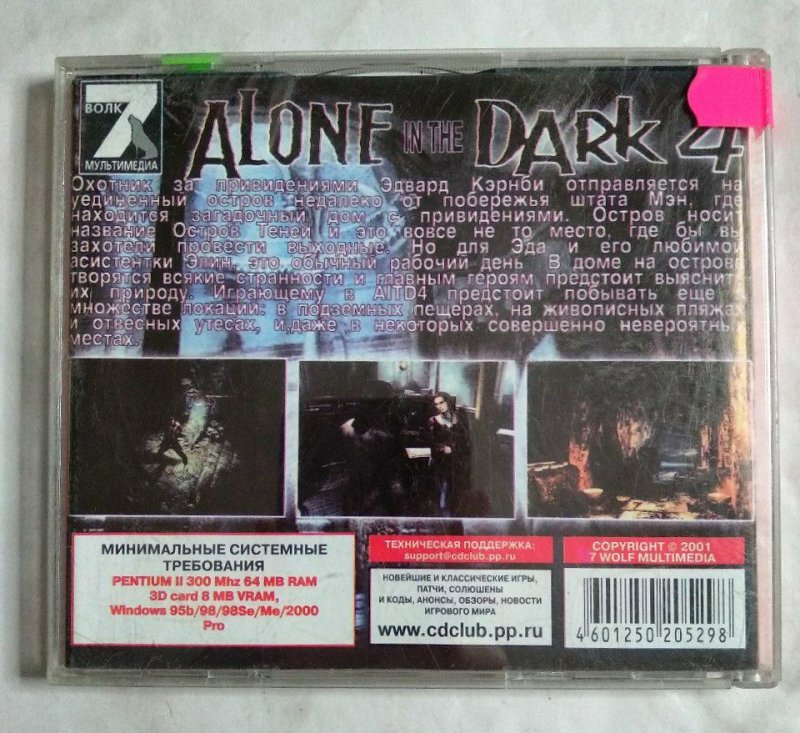 ВОЛК
7
МУЛЬТИМЕДИА
ALONE IN THE DARK 4
Охотник за привидениями Эдвард Кэрнби отправляется на
уединенный остров недалеко от побережья штата Мэн, где
находится загадочный дом с привидениями. Остров носит
название Остров Теней и это вовсе не то место, где бы вы
захотели провести выходные. Но для Эда и его любимой
асистентки Элин, это обычный рабочий день В доме на острове
творятся всякие странности и главным героям предстоит выяснить
их природу. Играющему в AITD4 предстоит побывать еще в
множестве локаций: в подземных пещерах, на живописных пляжах
и отвесных утесах, и,даже в некоторых совершенно невероятных
местах.
МИНИМАЛЬНЫЕ СИСТЕМНЫЕ
ТРЕБОВАНИЯ
PENTIUM II 300 Mhz 64 MB RAM
3D card 8 MB VRAM,
Windows 95b/98/98Se/Me/2000
Pro
ТЕХНИЧЕСКАЯ ПОДДЕРЖКА:
support@cdclub.pp.ru
НОВЕЙШИЕ И КЛАССИЧЕСКИЕ ИГРЫ,
ПАТЧИ, СОЛЮШЕНЫ
И КОДЫ, АНОНСЫ, ОБЗОРЫ, НОВОСТИ
ИГРОВОГО МИРА
www.cdclub.pp.ru
COPYRIGHT © 2001
7 WOLF MULTIMEDIA
4 601250 205298